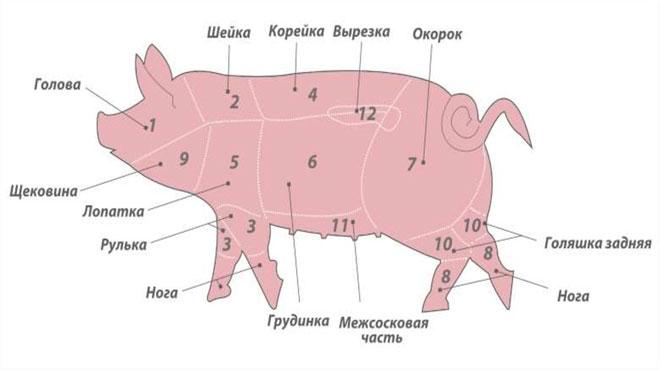 Шейка
Корейка
Вырезка
Окорок
Голова
2
4
12
1
9
5
6
7
Щековина
Лопатка
Рулька
3
3
11
10
10
Голяшка задняя
8
8
Нога
Грудинка
Межсосковая
часть
Нога